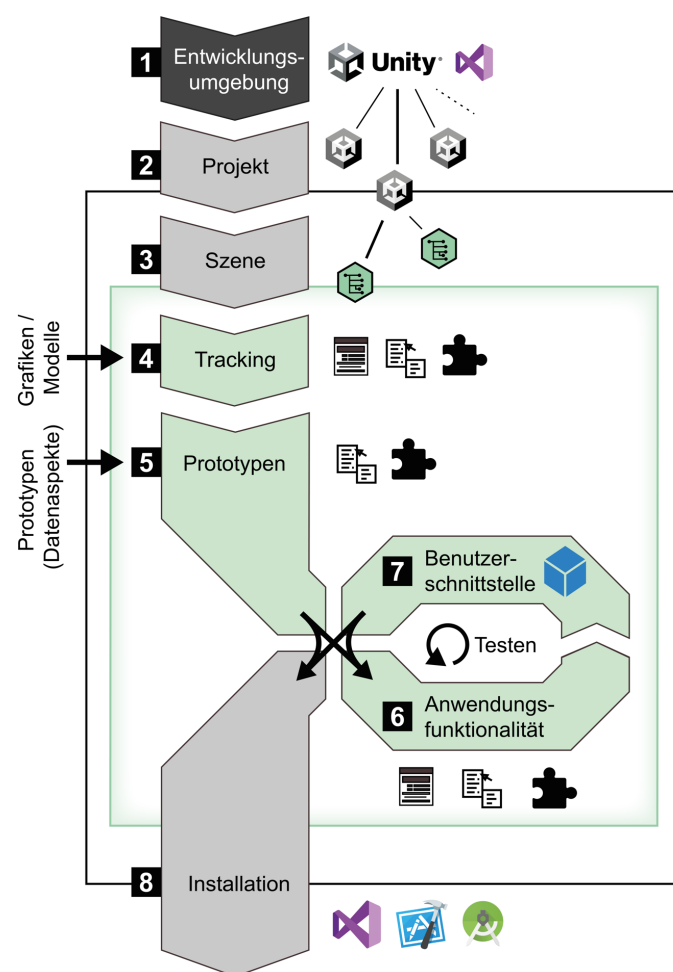 1
Entwicklungs-
umgebung
Unity
2
Projekt
3
Szene
Grafiken /
Modelle
4
Tracking
Prototypen
(Datenaspekte)
5
Prototypen
7
Benutzer-
schnittstelle
Testen
6
Anwendungs-
funktionalität
8
Installation